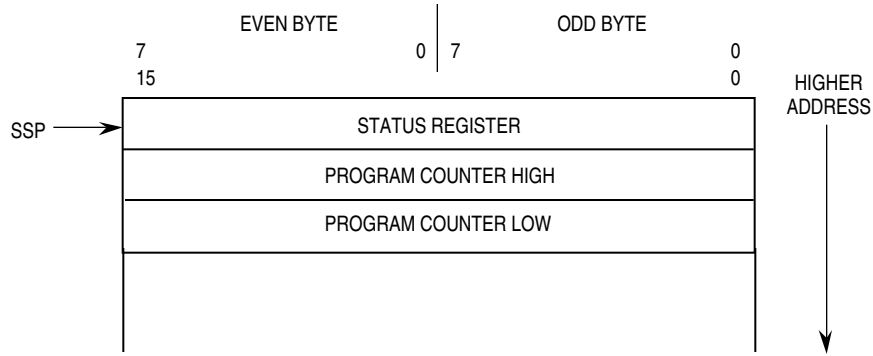 EVEN BYTE ODD BYTE
7 0 7 0
15 0
HIGHER
ADDRESS
SSP
STATUS REGISTER
PROGRAM COUNTER HIGH
PROGRAM COUNTER LOW